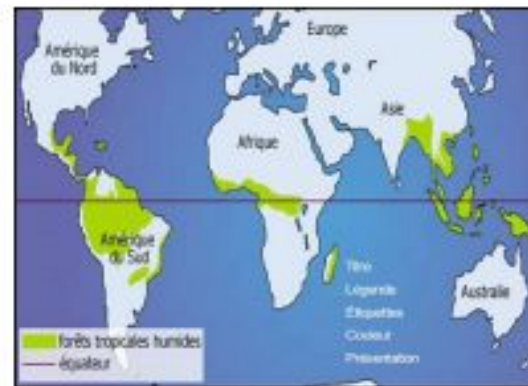 Europe
Amérique
du Nord
Asie
Afrique
Amérique
du Sud
Titre
Légende
Étiquettes
Couleur
Présentation
Australie
forêts tropicales humides
équateur